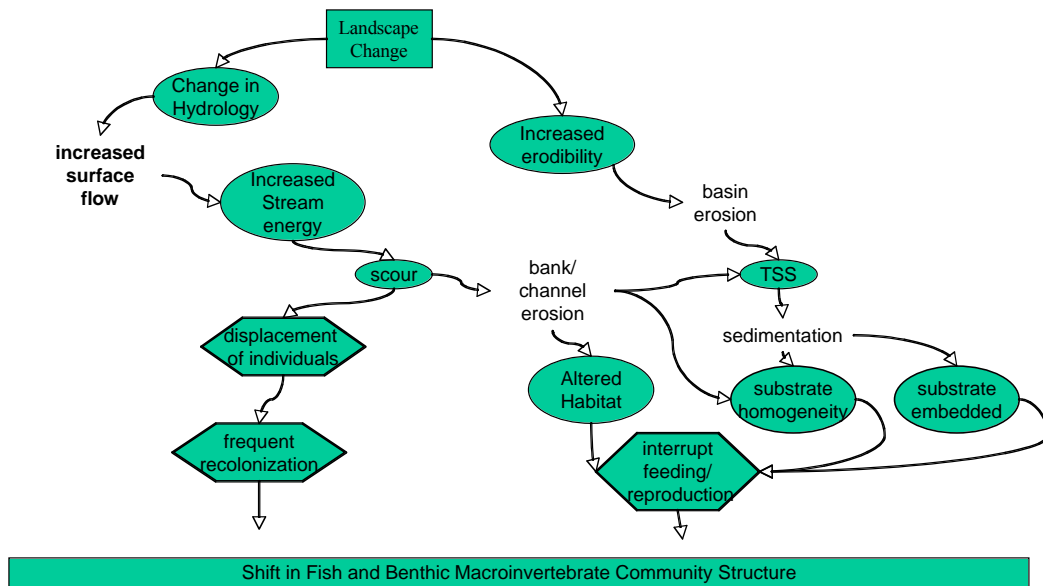 Landscape
Change
Change in
Hydrology
Increased
erodibility
increased
surface
flow
Increased
Stream
energy
basin
erosion
scour
bank/
channel
erosion
TSS
displacement
of individuals
sedimentation
Altered
Habitat
substrate
homogeneity
substrate
embedded
frequent
recolonization
interrupt
feeding/
reproduction
Shift in Fish and Benthic Macroinvertebrate Community Structure